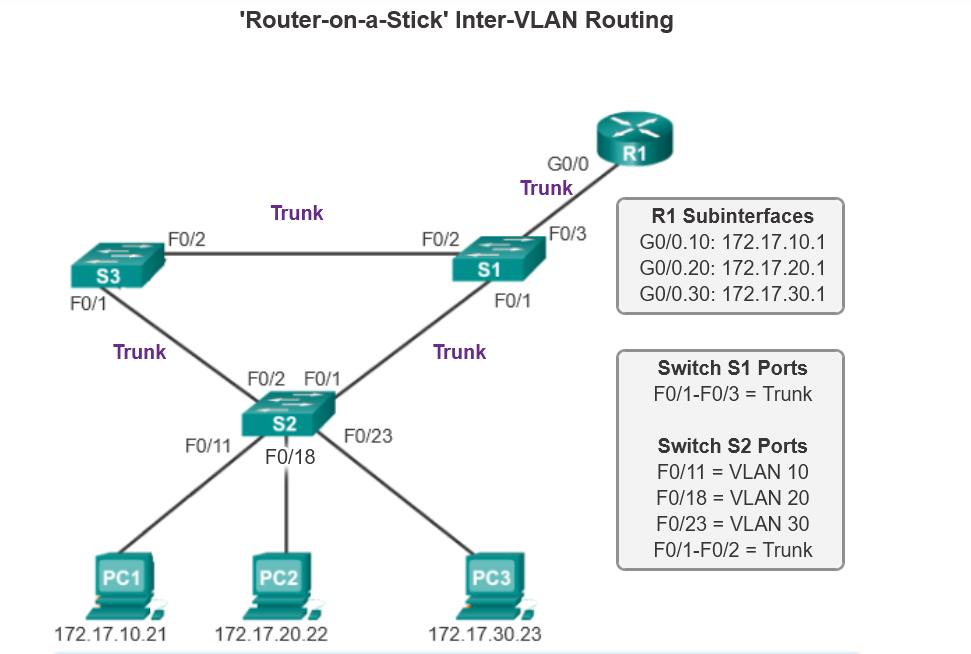 'Router-on-a-Stick' Inter-VLAN Routing
R1
G0/0
Trunk
Trunk
F0/2
F0/2
F0/3
S3
S1
F0/1
F0/1
R1 Subinterfaces
G0/0.10: 172.17.10.1
G0/0.20: 172.17.20.1
G0/0.30: 172.17.30.1
Trunk
Trunk
F0/2
F0/1
S2
F0/11
F0/18
F0/23
Switch S1 Ports
F0/1-F0/3 = Trunk
Switch S2 Ports
F0/11 = VLAN 10
F0/18 = VLAN 20
F0/23 = VLAN 30
F0/1-F0/2 = Trunk
PC1
PC2
PC3
172.17.10.21
172.17.20.22
172.17.30.23